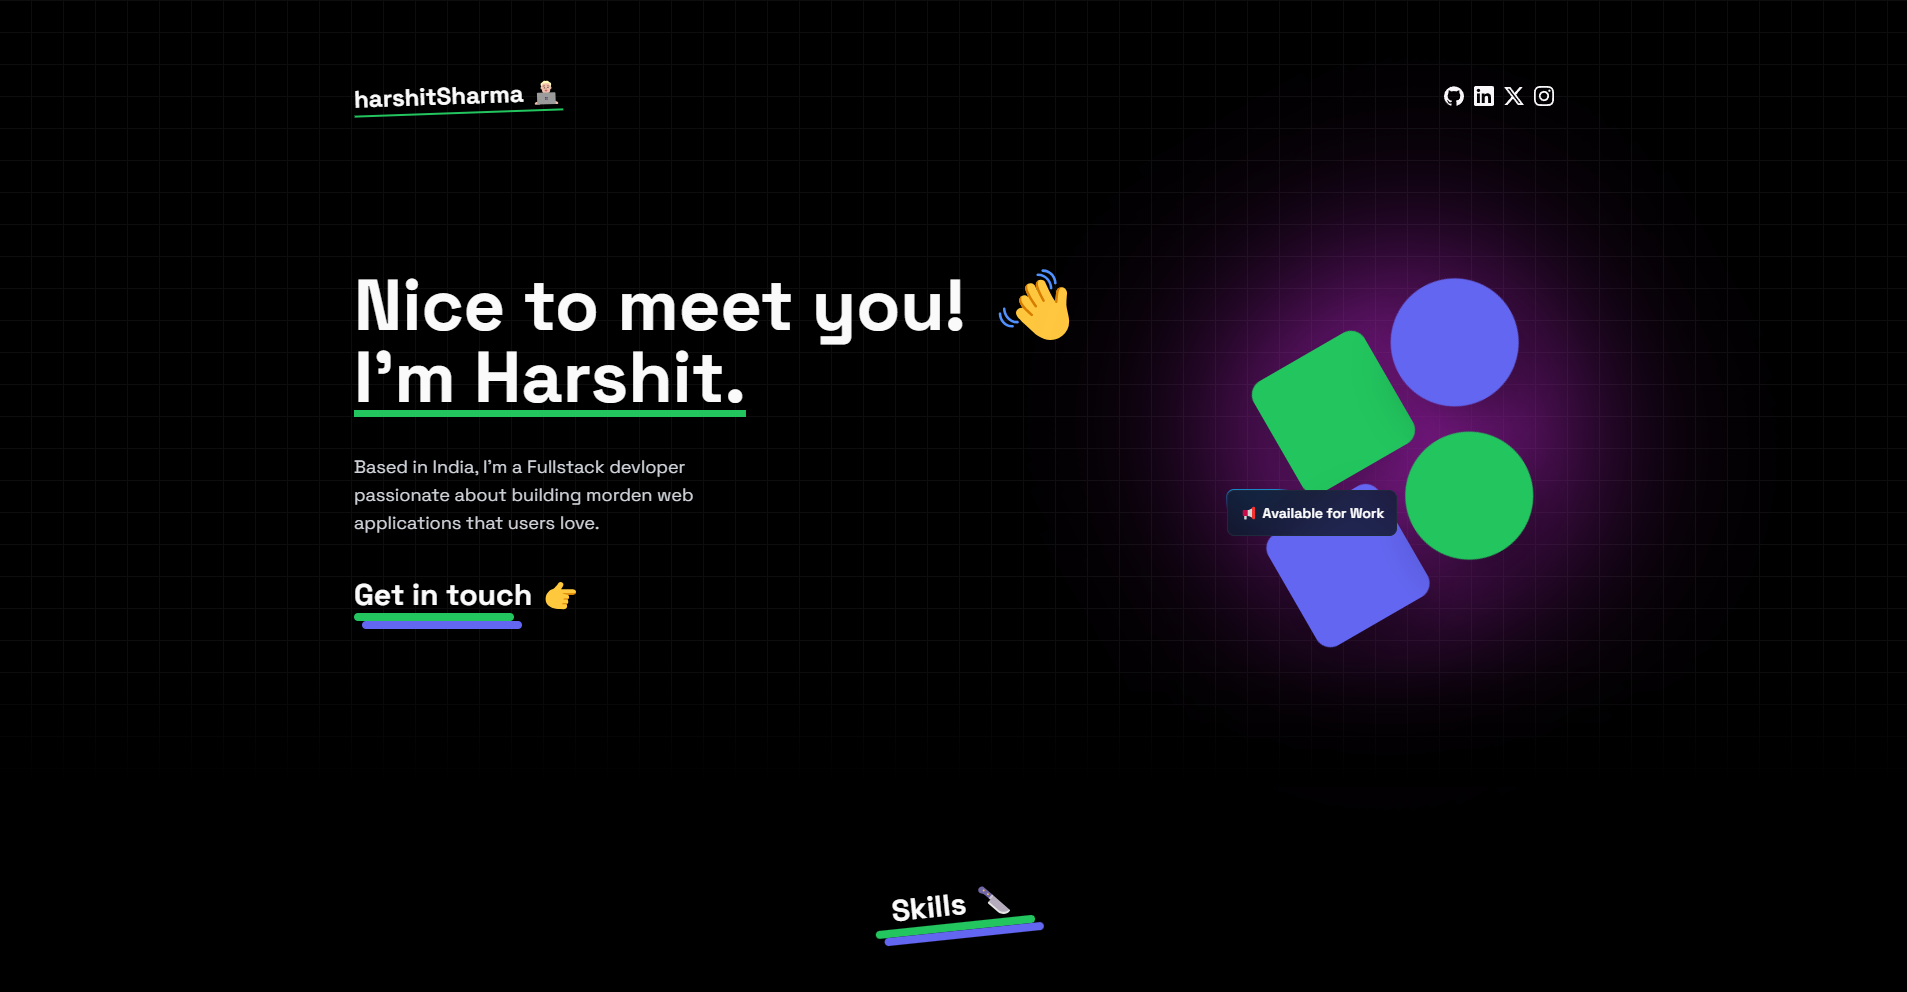 harshitSharma
Nice to meet you!
I'm Harshit.
Based in India, I'm a Fullstack devloper
passionate about building morden web
applications that users love.
Available for Work
Get in touch
Skills